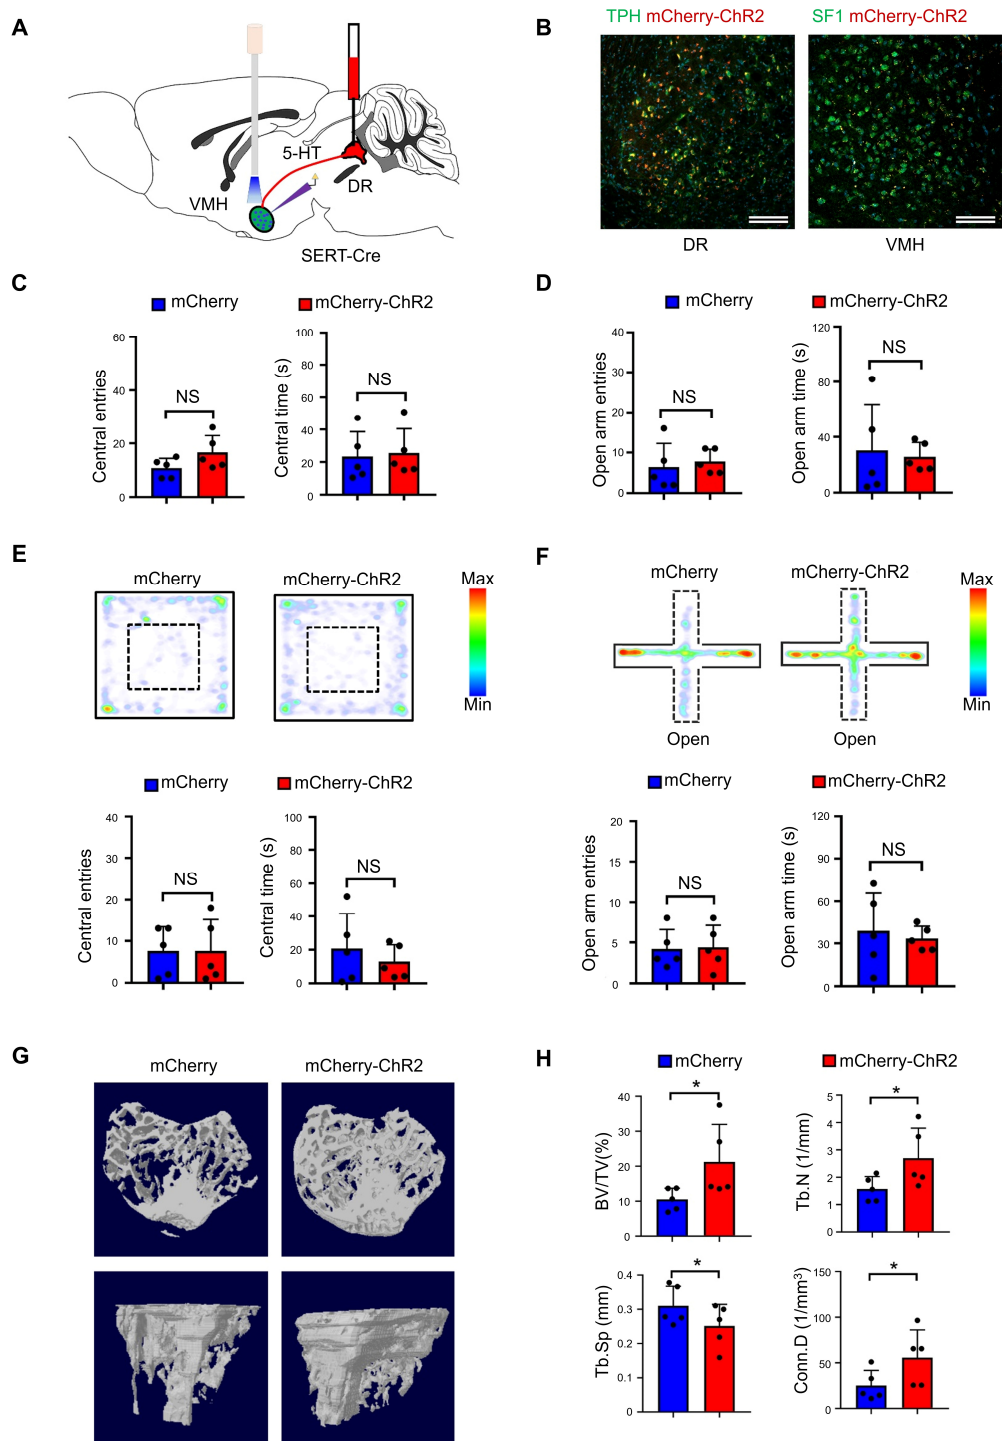 A
5-HT
DR
VMH
SERT-Cre
B
TPH mCherry-ChR2
SF1 mCherry-ChR2
DR
VMH
C
mCherry
mCherry-ChR2
Central entries
60
40
20
0
NS
Central time (s)
100
80
60
40
20
0
NS
D
mCherry
mCherry-ChR2
Open arm entries
40
30
20
10
0
NS
Open arm time (s)
120
80
40
0
NS
E
mCherry
mCherry-ChR2
Max
Min
mCherry
mCherry-ChR2
Central entries
40
30
20
10
0
NS
Central time (s)
100
80
60
40
20
0
NS
F
mCherry
mCherry-ChR2
Max
Min
Open
Open
mCherry
mCherry-ChR2
Open arm entries
20
15
10
5
0
NS
Open arm time (s)
120
90
60
30
0
NS
G
mCherry
mCherry-ChR2
H
mCherry
mCherry-ChR2
BV/TV(%)
40
30
20
10
0
*
Tb.N (1/mm)
5
4
3
2
1
0
*
Tb.Sp (mm)
0.4
0.3
0.2
0.1
0
*
Conn.D (1/mm³)
150
100
50
0
*